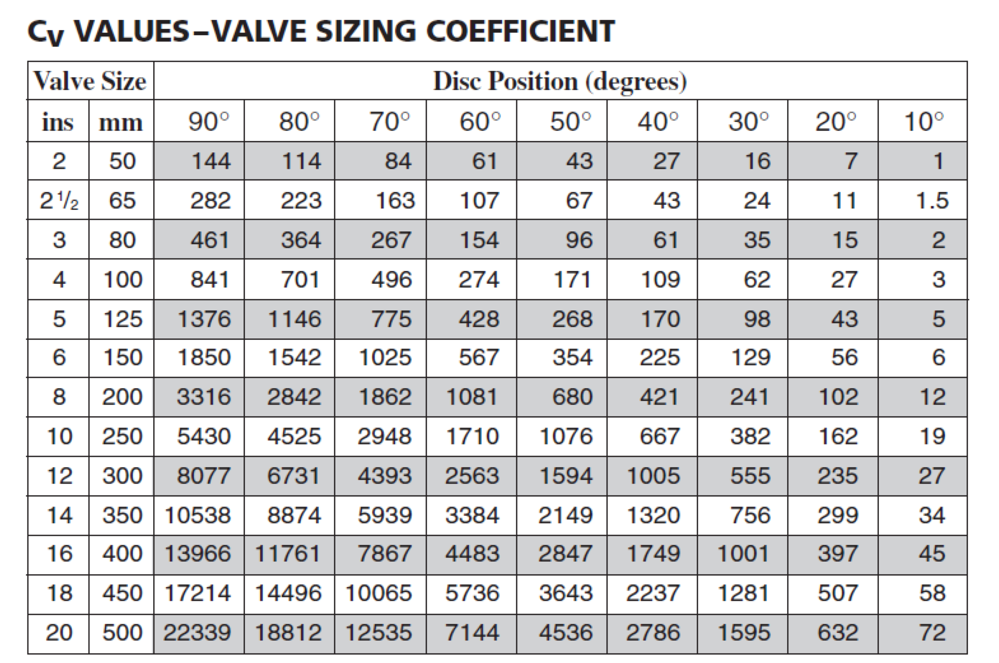 Cv VALUES–VALVE SIZING COEFFICIENT
Valve Size Disc Position (degrees)
ins mm 90° 80° 70° 60° 50° 40° 30° 20° 10°
2 50 144 114 84 61 43 27 16 7 1
2 1/2 65 282 223 163 107 67 43 24 11 1.5
3 80 461 364 267 154 96 61 35 15 2
4 100 841 701 496 274 171 109 62 27 3
5 125 1376 1146 775 428 268 170 98 43 5
6 150 1850 1542 1025 567 354 225 129 56 6
8 200 3316 2842 1862 1081 680 421 241 102 12
10 250 5430 4525 2948 1710 1076 667 382 162 19
12 300 8077 6731 4393 2563 1594 1005 555 235 27
14 350 10538 8874 5939 3384 2149 1320 756 299 34
16 400 13966 11761 7867 4483 2847 1749 1001 397 45
18 450 17214 14496 10065 5736 3643 2237 1281 507 58
20 500 22339 18812 12535 7144 4536 2786 1595 632 72